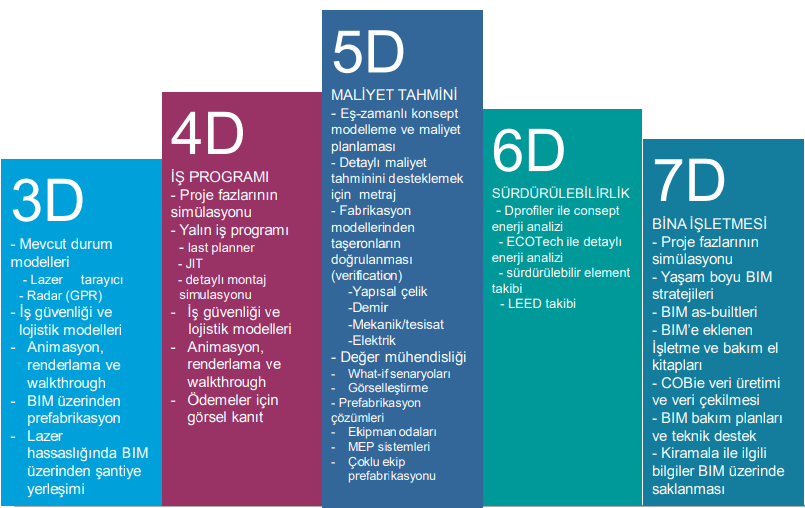 3D
- Mevcut durum
modelleri
- Lazer tarayıcı
- Radar (GPR)
- İş güvenliği ve
lojistik modelleri
- Animasyon,
renderlama ve
walkthrough
- BIM üzerinden
prefabrikasyon
- Lazer
hassaslığında BIM
üzerinden şantiye
yerleşimi
4D
İŞ PROGRAMI
- Proje fazlarının
simülasyonu
- Yalın iş programı
- last planner
- JIT
- detaylı montaj
simulasyonu
- İş güvenliği ve
lojistik modelleri
- Animasyon,
renderlama ve
walkthrough
- Ödemeler için
görsel kanıt
5D
MALİYET TAHMİNİ
- Eş-zamanlı konsept
modelleme ve maliyet
planlaması
- Detaylı maliyet
tahminini desteklemek
için metraj
- Fabrikasyon
modellerinden
taşeronların
doğrulanması
(verification)
-Yapısal çelik
-Demir
-Mekanik/tesisat
-Elektrik
- Değer mühendisliği
- What-if senaryoları
- Görselleştirme
- Prefabrikasyon
çözümleri
- Ekipman odaları
- MEP sistemleri
- Çoklu ekip
prefabrikasyonu
6D
SÜRDÜRÜLEBİLİRLİK
- Dprofiler ile consept
enerji analizi
- ECOTech ile detaylı
enerji analizi
- sürdürülebilir element
takibi
- LEED takibi
7D
BİNA İŞLETMESİ
- Proje fazlarının
simülasyonu
- Yaşam boyu BIM
stratejileri
- BIM as-builtleri
- BIM'e eklenen
İşletme ve bakım el
kitapları
- COBie veri üretimi
ve veri çekilmesi
- BIM bakım planları
ve teknik destek
- Kiramala ile ilgili
bilgiler BIM üzerinde
saklanması